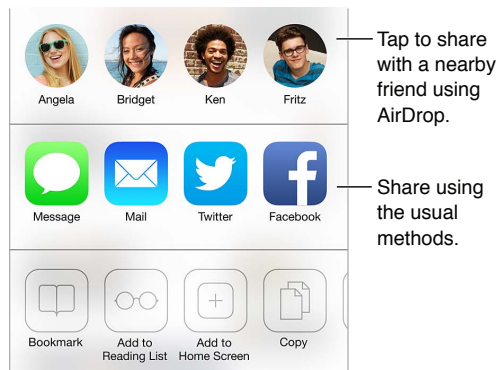 Angela Bridget Ken Fritz
Tap to share
with a nearby
friend using
AirDrop.
Message Mail Twitter Facebook
Share using
the usual
methods.
Bookmark Add to Add to Copy
Reading List Home Screen